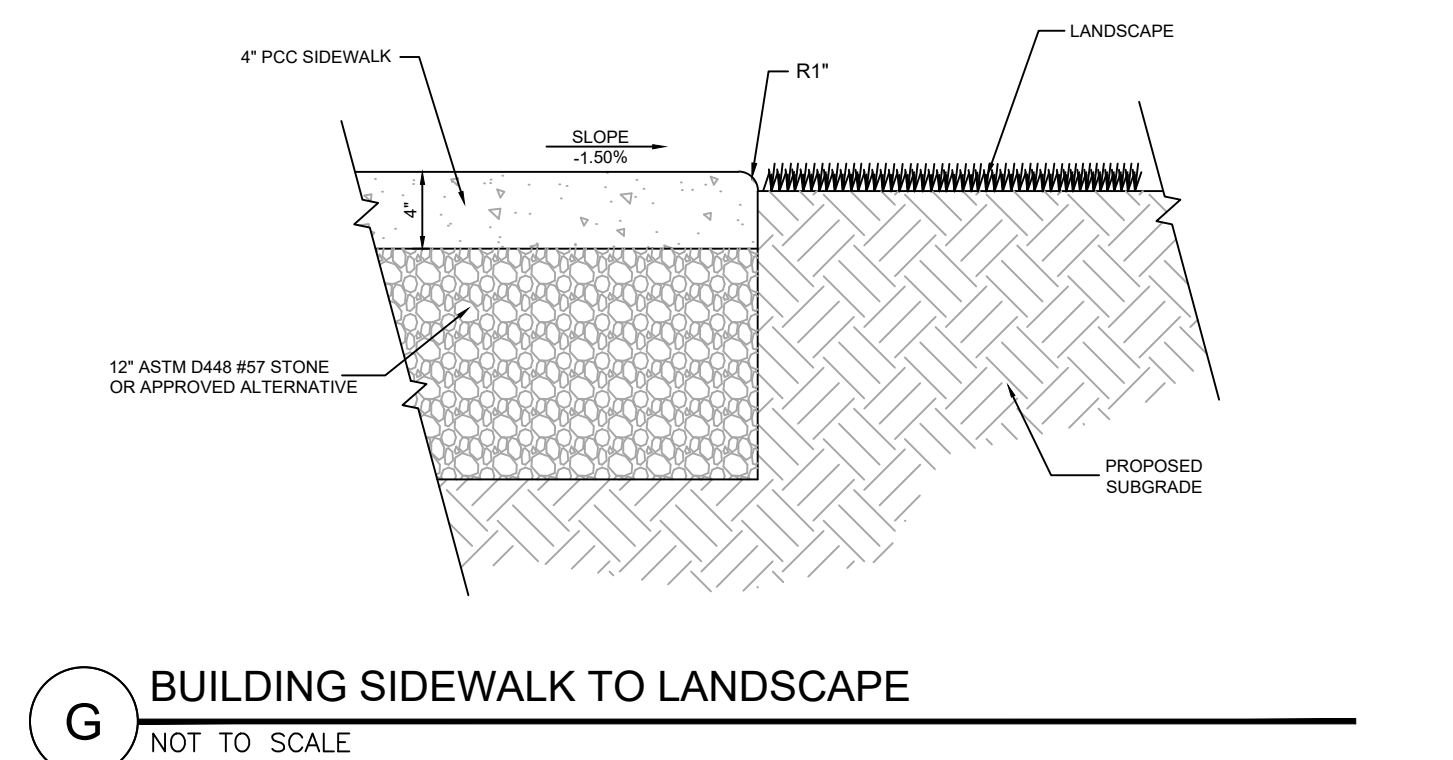 LANDSCAPE
4" PCC SIDEWALK
R1"
SLOPE
-1.50%
4"
12" ASTM D448 #57 STONE
OR APPROVED ALTERNATIVE
PROPOSED
SUBGRADE
G
BUILDING SIDEWALK TO LANDSCAPE
NOT TO SCALE